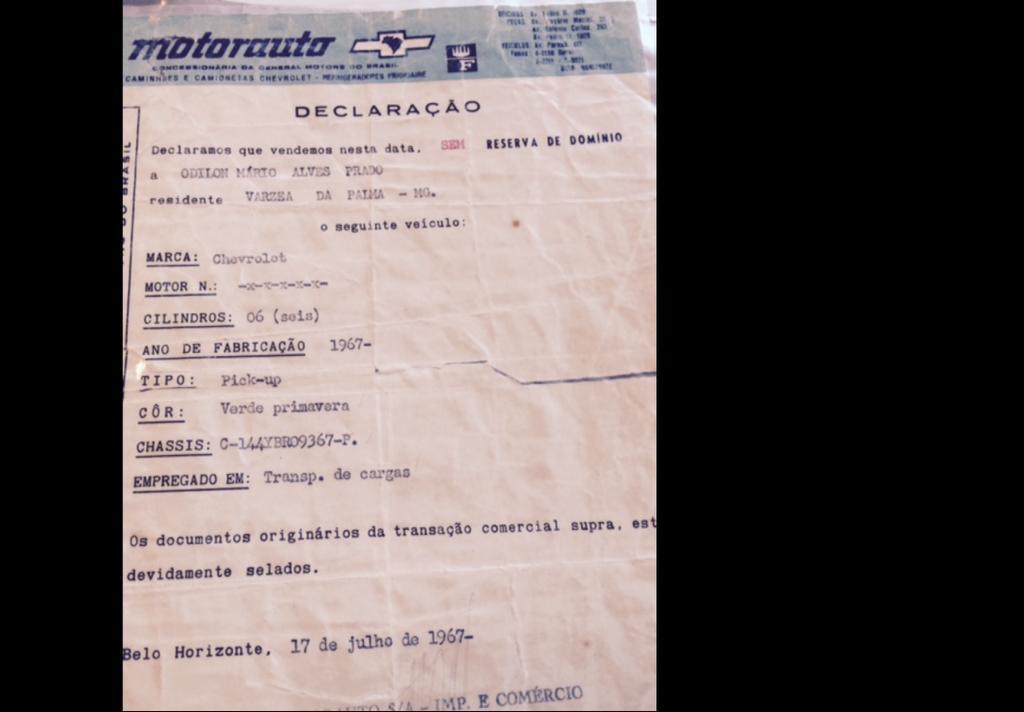 motorauto
CONCESSIONÁRIA DA GENERAL MOTORS DO BRASIL
CAMINHÕES E CAMIONETAS CHEVROLET - REFRIGERADORES FRIGIDAIRE
F
DECLARAÇÃO
Declaramos que vendemos nesta data, SEM RESERVA DE DOMÍNIO
a ODILON MÁRIO ALVES PRADO
residente VARZEA DA PALMA - MG.
o seguinte veículo:
MARCA: Chevrolet
MOTOR N.: -x-x-x-x-x-
CILINDROS: 06 (seis)
ANO DE FABRICAÇÃO 1967-
TIPO: Pick-up
CÔR: Verde primavera
CHASSIS: C-144YBR09367-P.
EMPREGADO EM: Transp. de cargas
Os documentos originários da transação comercial supra, est
devidamente selados.
Belo Horizonte, 17 de julho de 1967-
AUTO S/A - IMP. E COMÉRCIO